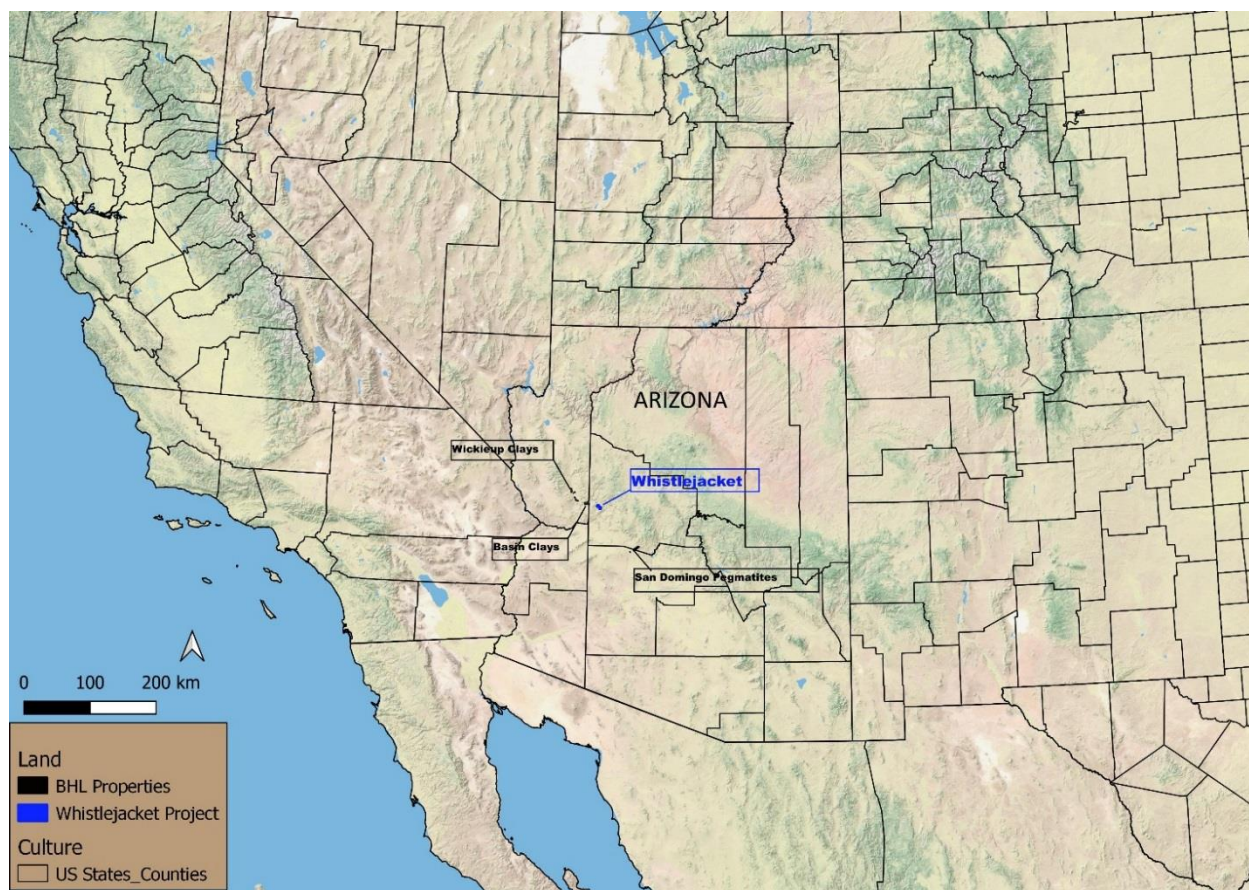 ARIZONA
Wickieup Clays
Whistlejacket
Basin Clays
San Domingo Pegmatites
0 100 200 km
Land
BHL Properties
Whistlejacket Project
Culture
US States_Counties